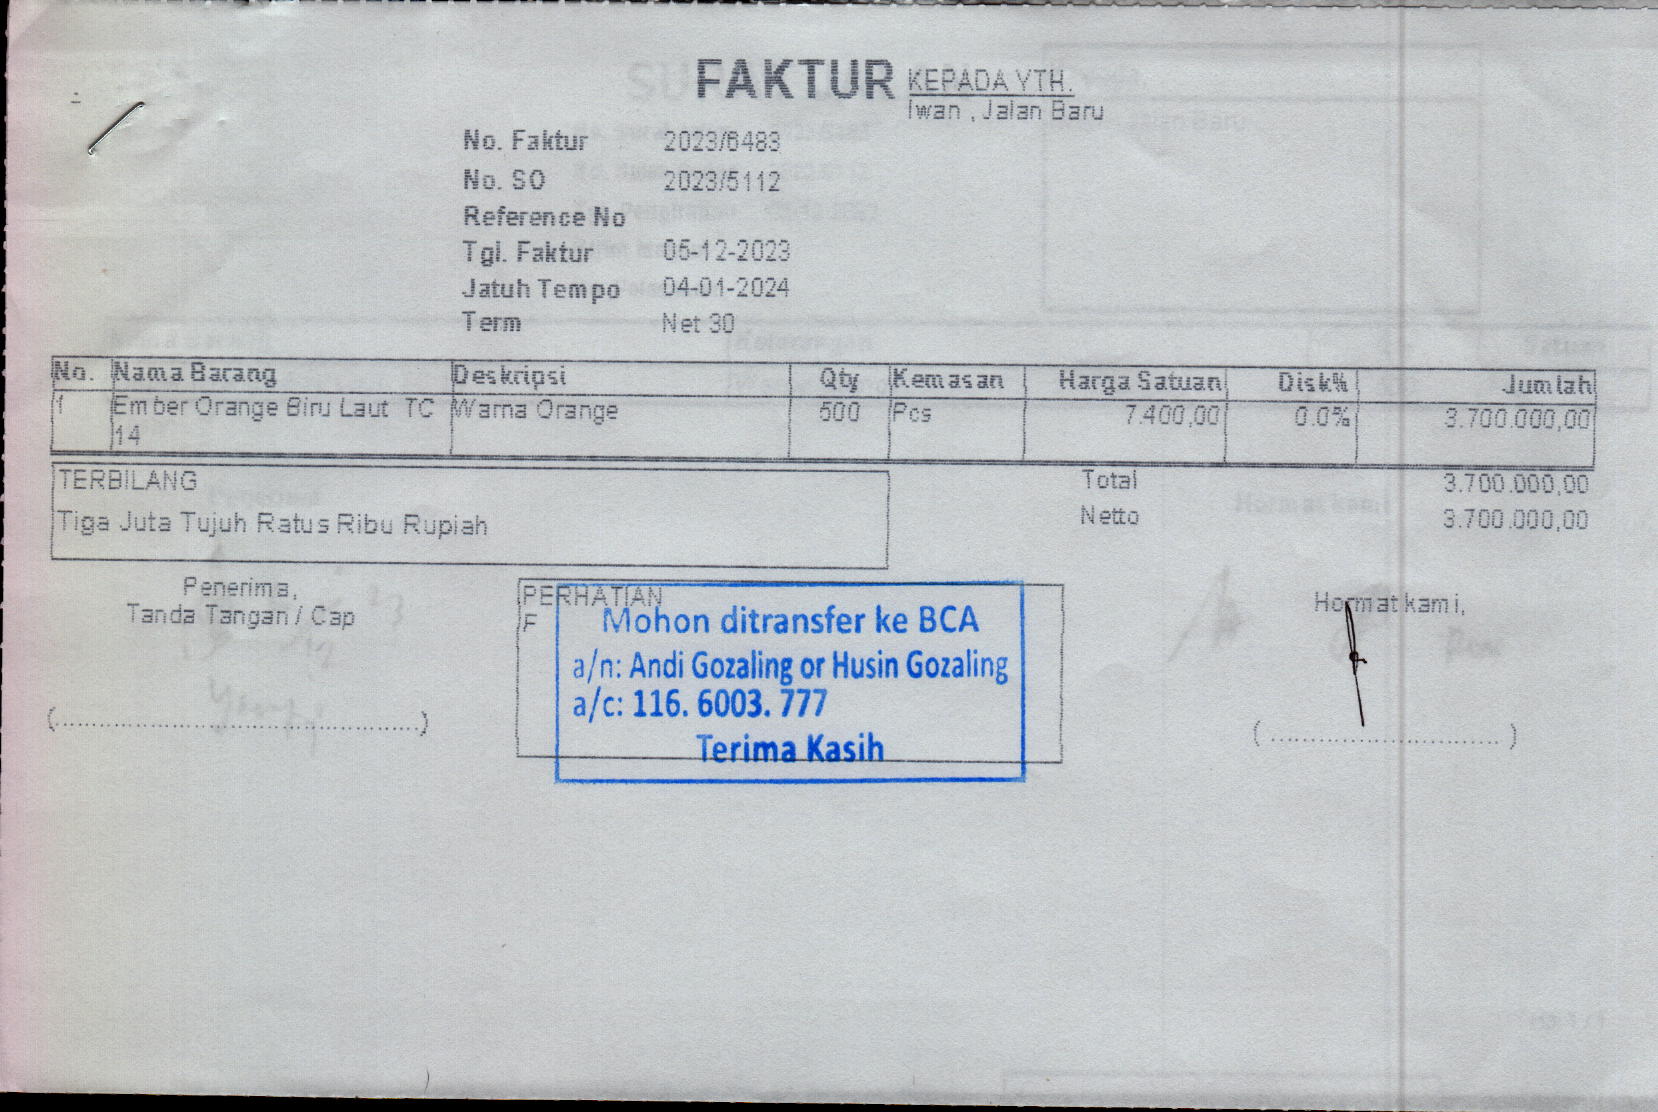 FAKTUR
KEPADA YTH.
Iwan , Jalan Baru
No. Faktur 2023/6483
No. SO 2023/5112
Reference No
Tgl. Faktur 05-12-2023
Jatuh Tempo 04-01-2024
Term Net 30
No. Nama Barang Deskripsi Qty Kemasan Harga Satuan Disk% Jumlah
1 Ember Orange Biru Laut TC Warna Orange 500 Pcs 7.400,00 0.0% 3.700.000,00
14
TERBILANG
Tiga Juta Tujuh Ratus Ribu Rupiah
Total 3.700.000,00
Netto 3.700.000,00
Penerima,
Tanda Tangan / Cap
(................................................)
PERHATIAN
F
Mohon ditransfer ke BCA
a/n: Andi Gozaling or Husin Gozaling
a/c: 116. 6003. 777
Terima Kasih
Hormat kami,
( .............................. )